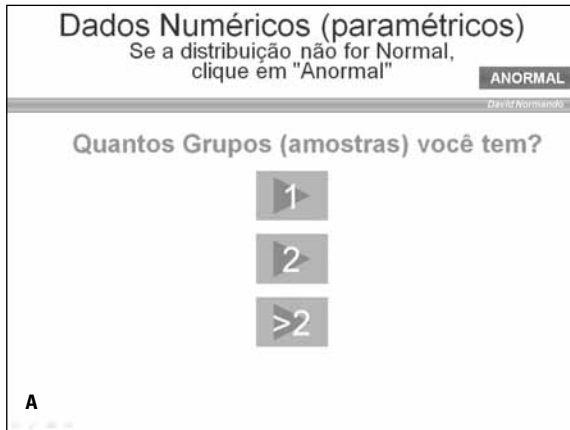 Dados Numéricos (paramétricos)
Se a distribuição não for Normal,
clique em "Anormal"
ANORMAL
David Normando
Quantos Grupos (amostras) você tem?
1
2
>2
A